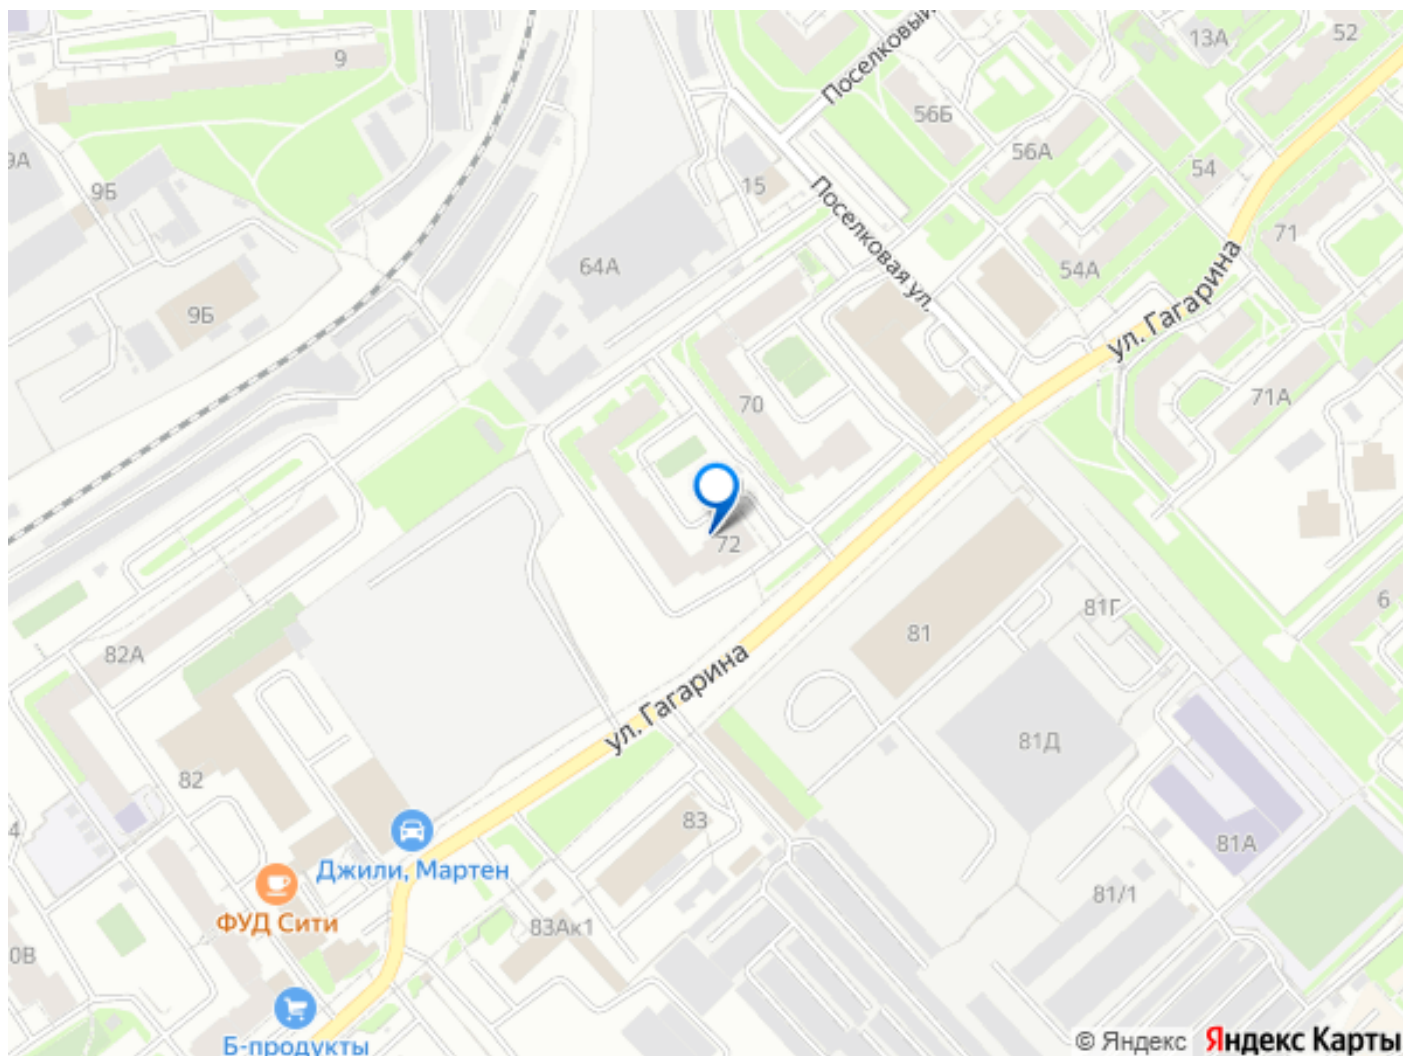 52
13А
9
Поселковый
56Б
56А
9А
54
9Б
15
Поселковая ул.
71
64А
54А
ул. Гагарина
9Б
71А
70
72
6
81Г
81
82А
ул. Гагарина
81Д
82
83
4
81А
Джили, Мартен
81/1
ФУД Сити
83Ак1
0В
Б-продукты
© Яндекс Яндекс Карты